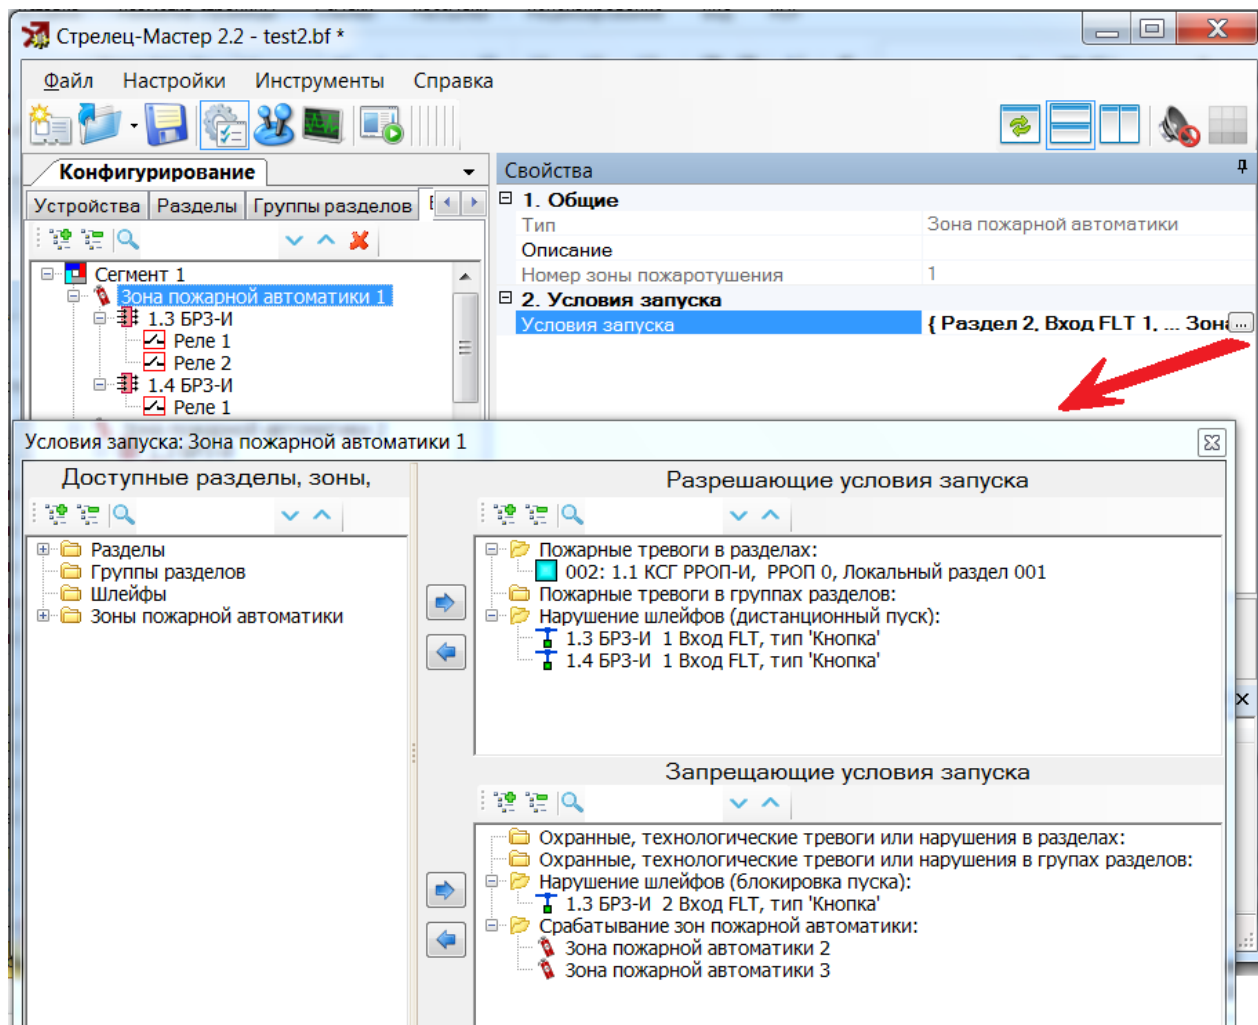 Стрелец-Мастер 2.2 - test2.bf *
Файл Настройки Инструменты Справка
Конфигурирование
Свойства
Устройства Разделы Группы разделов
1. Общие
Тип Зона пожарной автоматики
Описание
Номер зоны пожаротушения 1
2. Условия запуска
Условия запуска { Раздел 2, Вход FLT 1, ... Зона ...
Сегмент 1
Зона пожарной автоматики 1
1.3 БРЗ-И
Реле 1
Реле 2
1.4 БРЗ-И
Реле 1
Условия запуска: Зона пожарной автоматики 1
Доступные разделы, зоны,
Разделы
Группы разделов
Шлейфы
Зоны пожарной автоматики
Разрешающие условия запуска
Пожарные тревоги в разделах:
002: 1.1 КСГ РРОП-И, РРОП 0, Локальный раздел 001
Пожарные тревоги в группах разделов:
Нарушение шлейфов (дистанционный пуск):
1.3 БРЗ-И 1 Вход FLT, тип 'Кнопка'
1.4 БРЗ-И 1 Вход FLT, тип 'Кнопка'
Запрещающие условия запуска
Охранные, технологические тревоги или нарушения в разделах:
Охранные, технологические тревоги или нарушения в групах разделов:
Нарушение шлейфов (блокировка пуска):
1.3 БРЗ-И 2 Вход FLT, тип 'Кнопка'
Срабатывание зон пожарной автоматики:
Зона пожарной автоматики 2
Зона пожарной автоматики 3